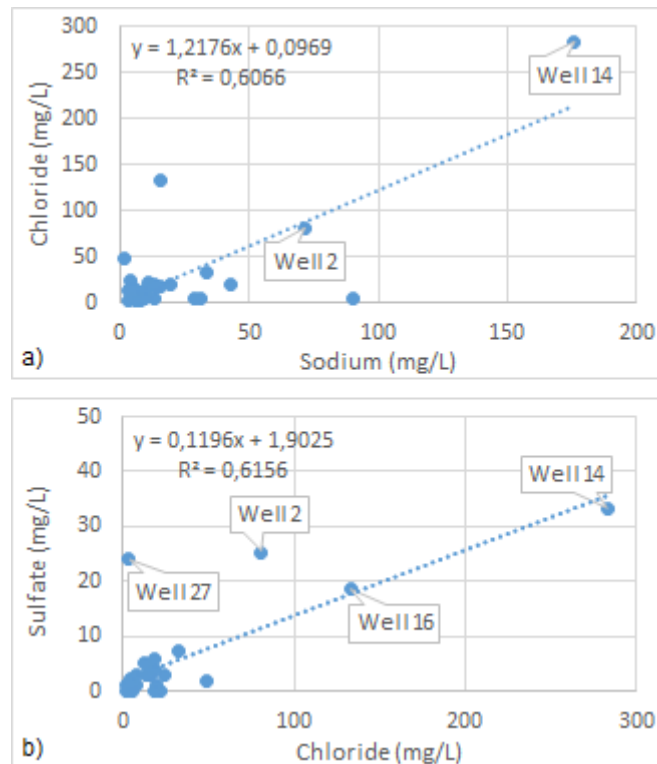 300
250
200
150
100
50
0
Chloride (mg/L)
y = 1,2176x + 0,0969
R² = 0,6066
Well 14
Well 2
0 50 100 150 200
Sodium (mg/L)
a)
50
40
30
20
10
0
Sulfate (mg/L)
y = 0,1196x + 1,9025
R² = 0,6156
Well 14
Well 2
Well 27
Well 16
0 100 200 300
Chloride (mg/L)
b)